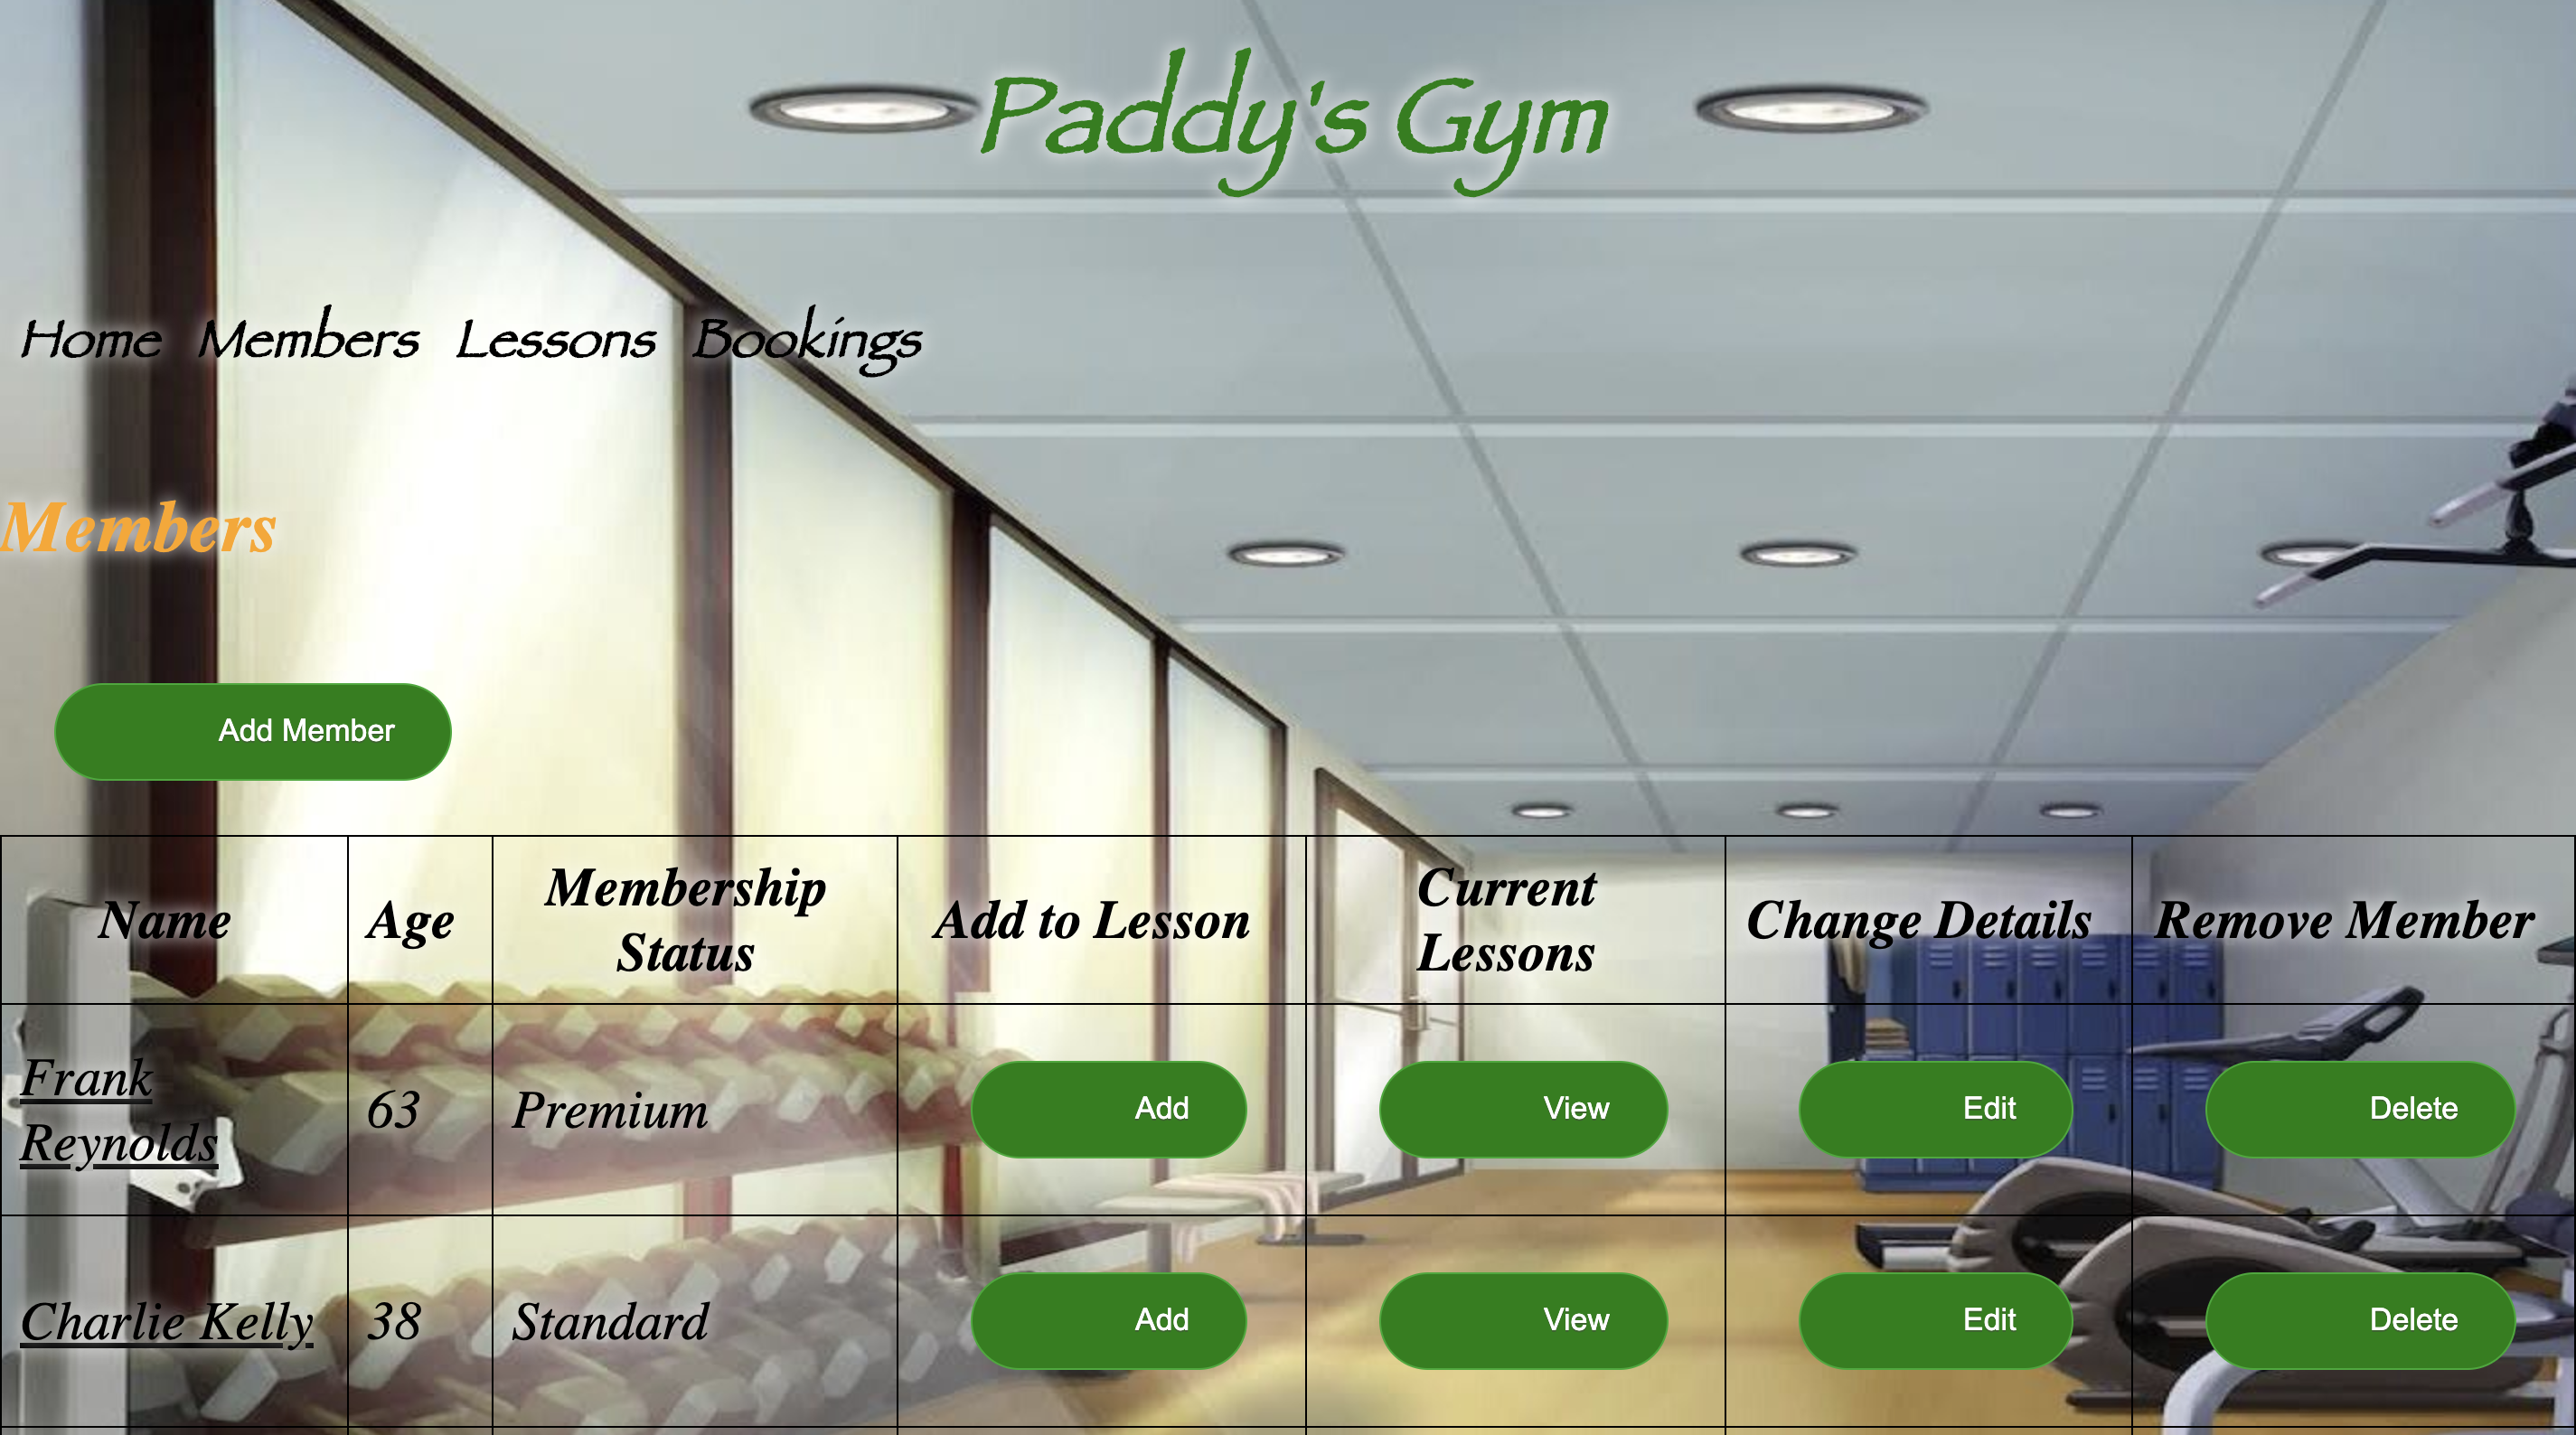 Paddy's Gym
Home Members Lessons Bookings
Members
Add Member
Name Age Membership Status Add to Lesson Current Lessons Change Details Remove Member
Frank Reynolds 63 Premium Add View Edit Delete
Charlie Kelly 38 Standard Add View Edit Delete